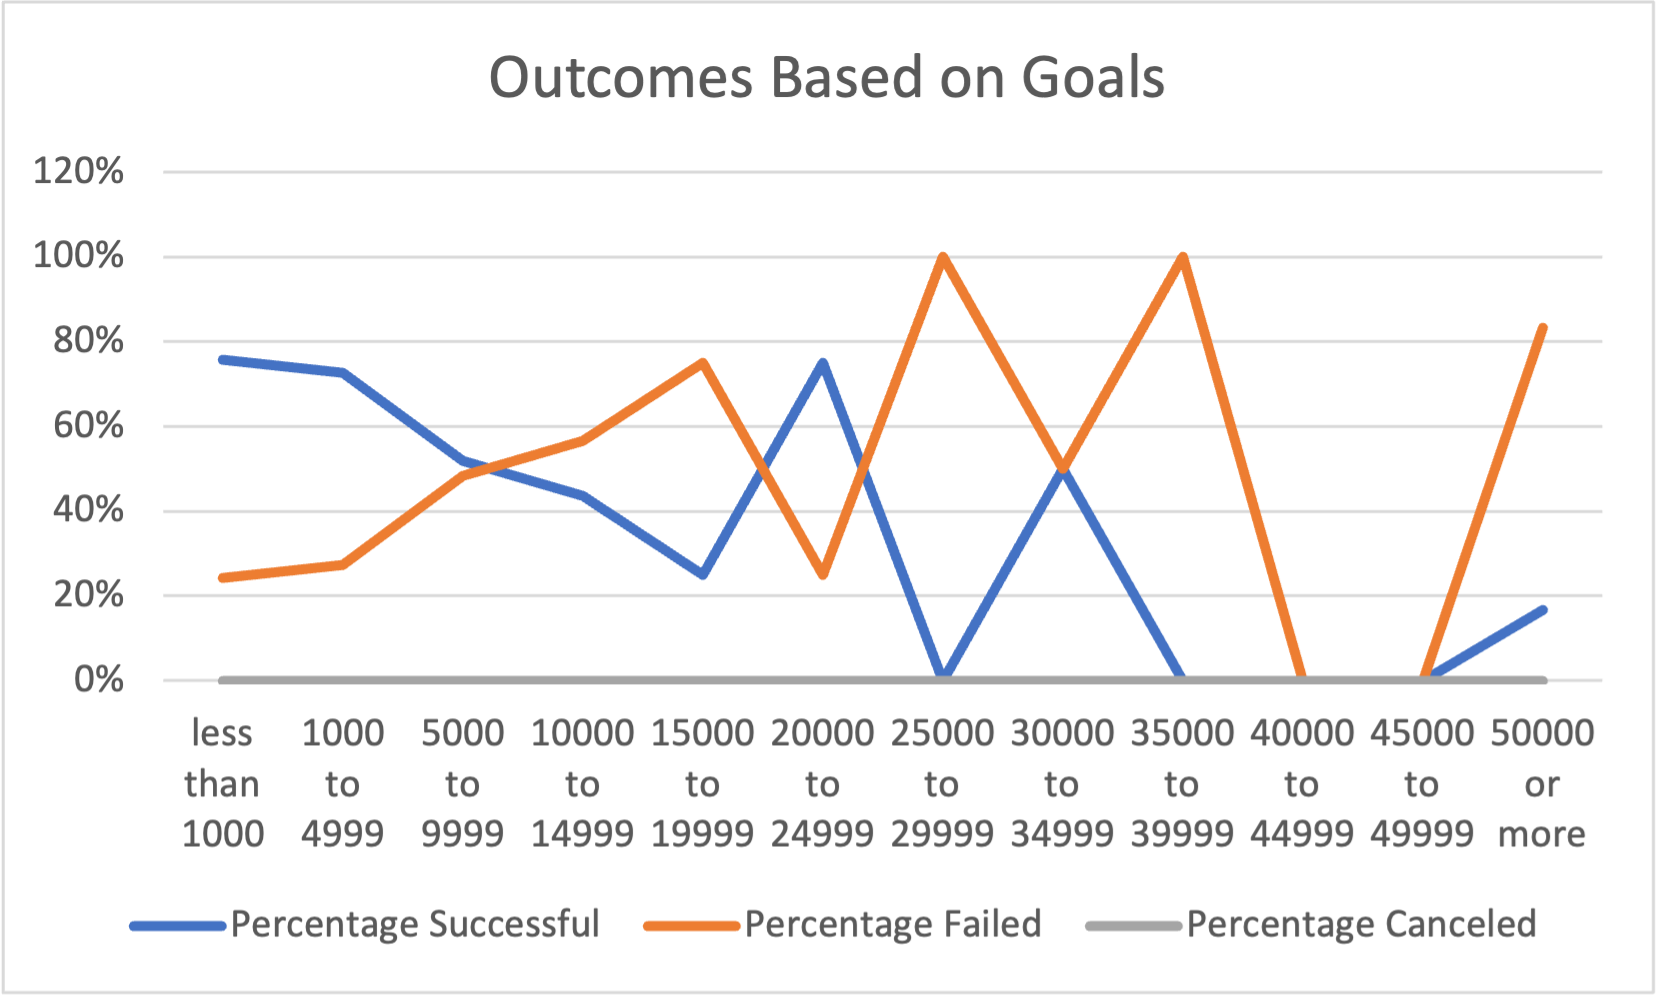 Outcomes Based on Goals
120%
100%
80%
60%
40%
20%
0%
less than 1000
1000 to 4999
5000 to 9999
10000 to 14999
15000 to 19999
20000 to 24999
25000 to 29999
30000 to 34999
35000 to 39999
40000 to 44999
45000 to 49999
50000 or more
Percentage Successful
Percentage Failed
Percentage Canceled